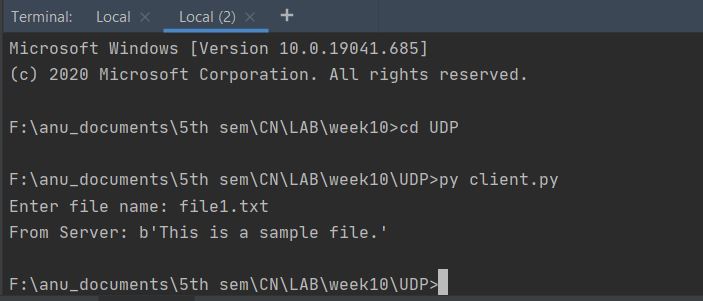 Terminal: Local × Local (2) × +
Microsoft Windows [Version 10.0.19041.685]
(c) 2020 Microsoft Corporation. All rights reserved.
F:\anu_documents\5th sem\CN\LAB\week10>cd UDP
F:\anu_documents\5th sem\CN\LAB\week10\UDP>py client.py
Enter file name: file1.txt
From Server: b'This is a sample file.'
F:\anu_documents\5th sem\CN\LAB\week10\UDP>